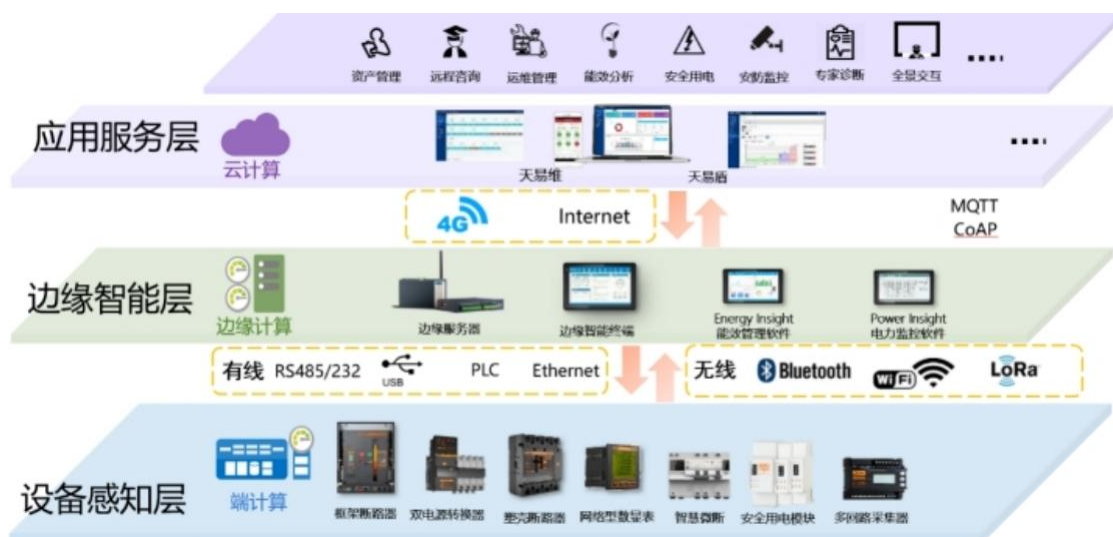 资产管理 远程咨询 运维管理 能效分析 安全用电 安防监控 专家诊断 全景交互
应用服务层
云计算
天易维 天易盾
4G Internet
MQTT
CoAP
边缘智能层
边缘计算
边缘服务器 边缘智能终端
Energy Insight
能效管理软件
Power Insight
电力监控软件
有线 RS485/232 USB PLC Ethernet
无线 Bluetooth WiFi LoRa
设备感知层
端计算
框架断路器 双电源转换器 塑壳断路器 网络型数显表 智慧微断 安全用电模块 多回路采集器